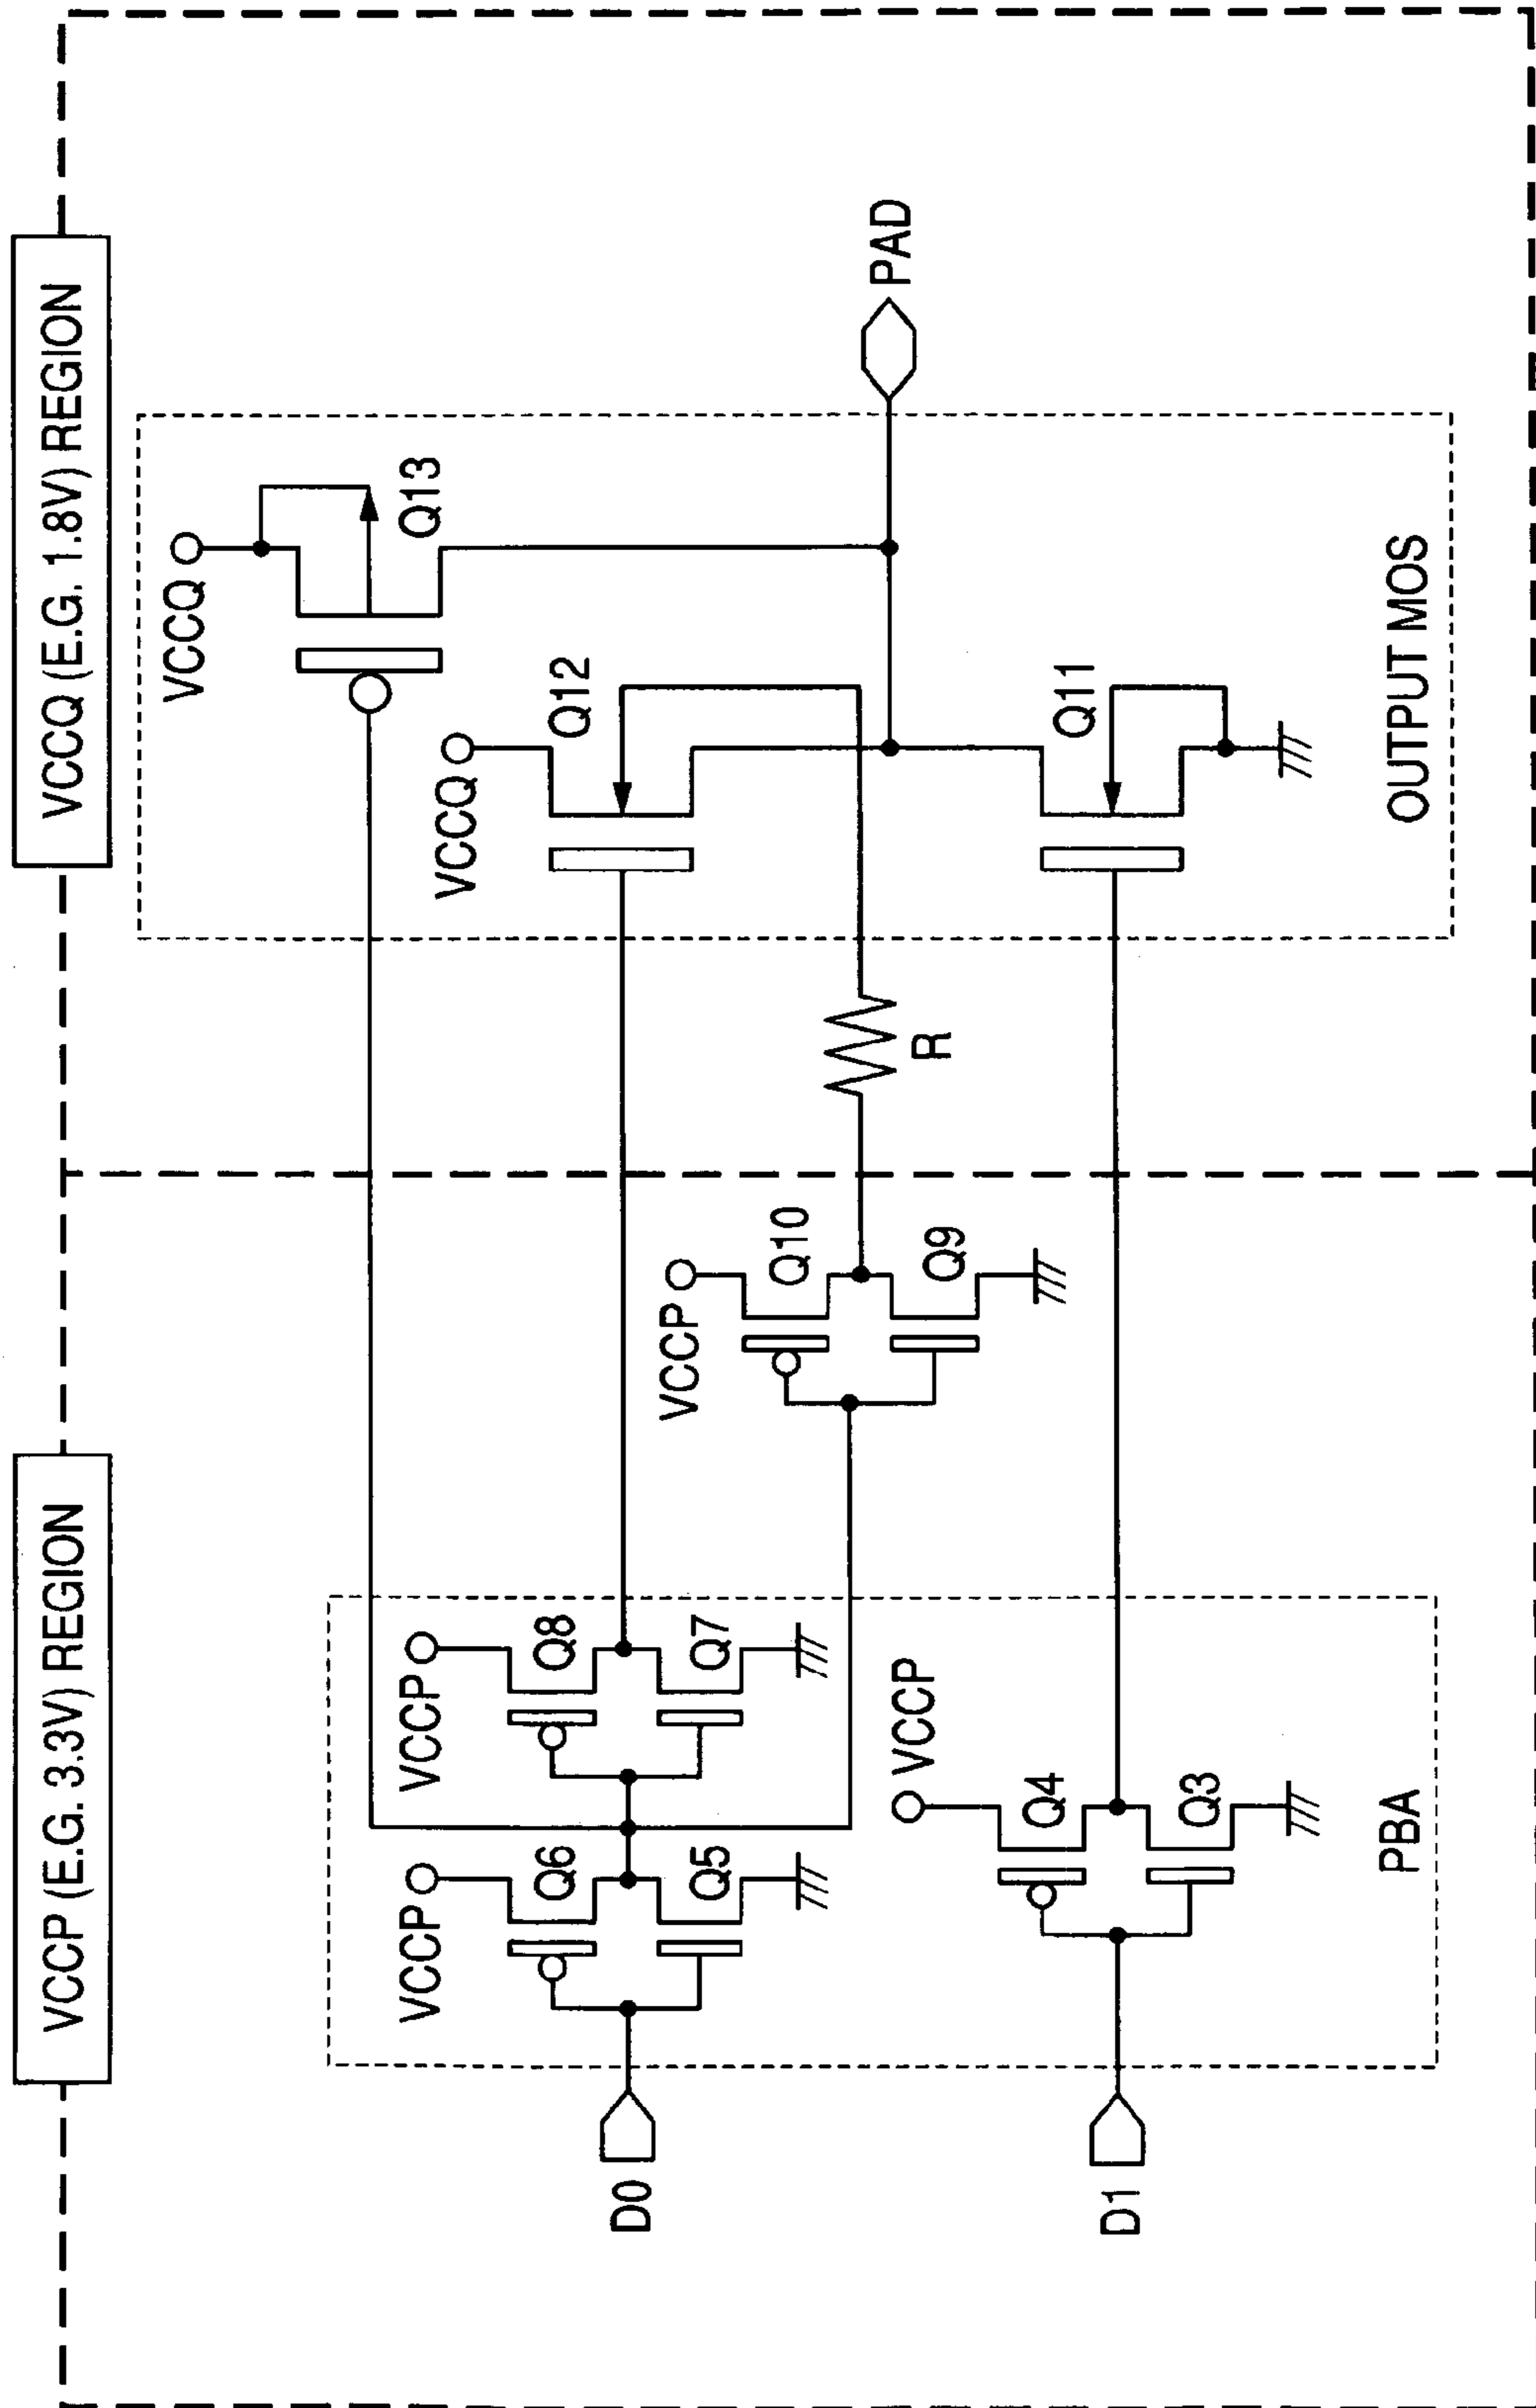 VCCP (E.G. 3.3V) REGION
VCCQ (E.G. 1.8V) REGION
VCCQ
Q13
VCCP
Q6
Q5
VCCP
Q8
Q7
VCCQ
Q12
D0
VCCP
Q10
Q9
R
PAD
VCCP
Q4
Q3
Q11
D1
PBA
OUTPUT MOS